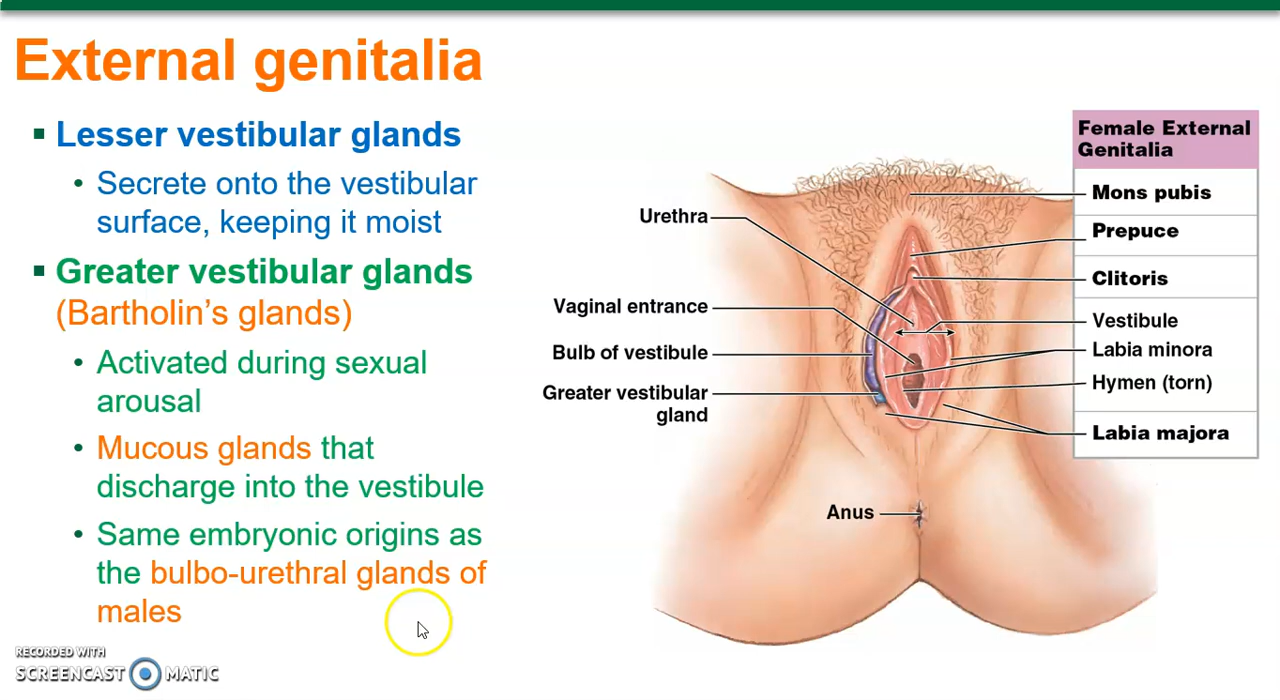 External genitalia
▪ Lesser vestibular glands
• Secrete onto the vestibular
surface, keeping it moist
▪ Greater vestibular glands
(Bartholin’s glands)
• Activated during sexual
arousal
• Mucous glands that
discharge into the vestibule
• Same embryonic origins as
the bulbo-urethral glands of
males
Urethra
Vaginal entrance
Bulb of vestibule
Greater vestibular
gland
Anus
Female External
Genitalia
Mons pubis
Prepuce
Clitoris
Vestibule
Labia minora
Hymen (torn)
Labia majora
RECORDED WITH
SCREENCAST MATIC